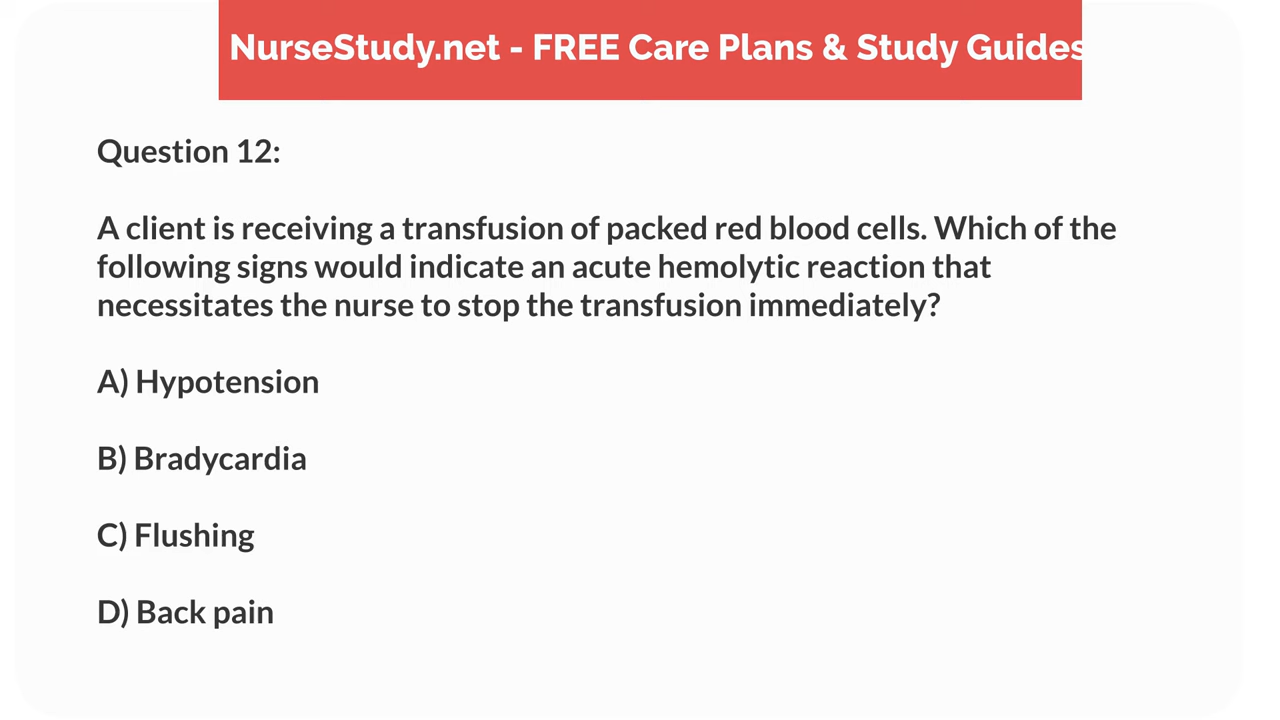 NurseStudy.net - FREE Care Plans & Study Guides
Question 12:
A client is receiving a transfusion of packed red blood cells. Which of the
following signs would indicate an acute hemolytic reaction that
necessitates the nurse to stop the transfusion immediately?
A) Hypotension
B) Bradycardia
C) Flushing
D) Back pain